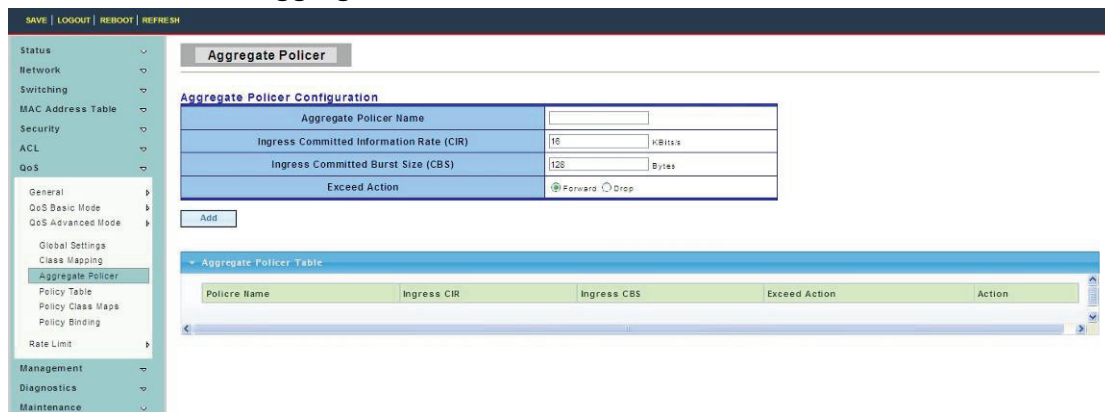 SAVE | LOGOUT | REBOOT | REFRESH
Status
Network
Switching
MAC Address Table
Security
ACL
QoS
General
QoS Basic Mode
QoS Advanced Mode
Global Settings
Class Mapping
Aggregate Policer
Policy Table
Policy Class Maps
Policy Binding
Rate Limit
Management
Diagnostics
Maintenance
Aggregate Policer
Aggregate Policer Configuration
Aggregate Policer Name
Ingress Committed Information Rate (CIR) 16 KBits/s
Ingress Committed Burst Size (CBS) 128 Bytes
Exceed Action Forward Drop
Add
Aggregate Policer Table
Policre Name Ingress CIR Ingress CBS Exceed Action Action